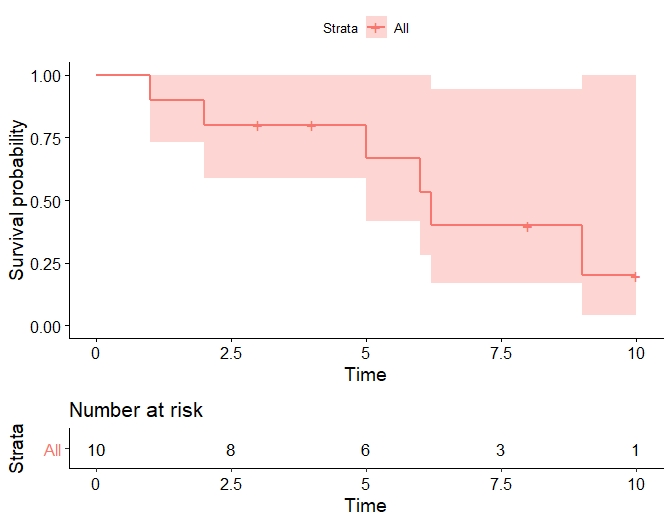 Strata All
Survival probability
1.00
0.75
0.50
0.25
0.00
0 2.5 5 7.5 10
Time
Number at risk
Strata
All 10 8 6 3 1
0 2.5 5 7.5 10
Time